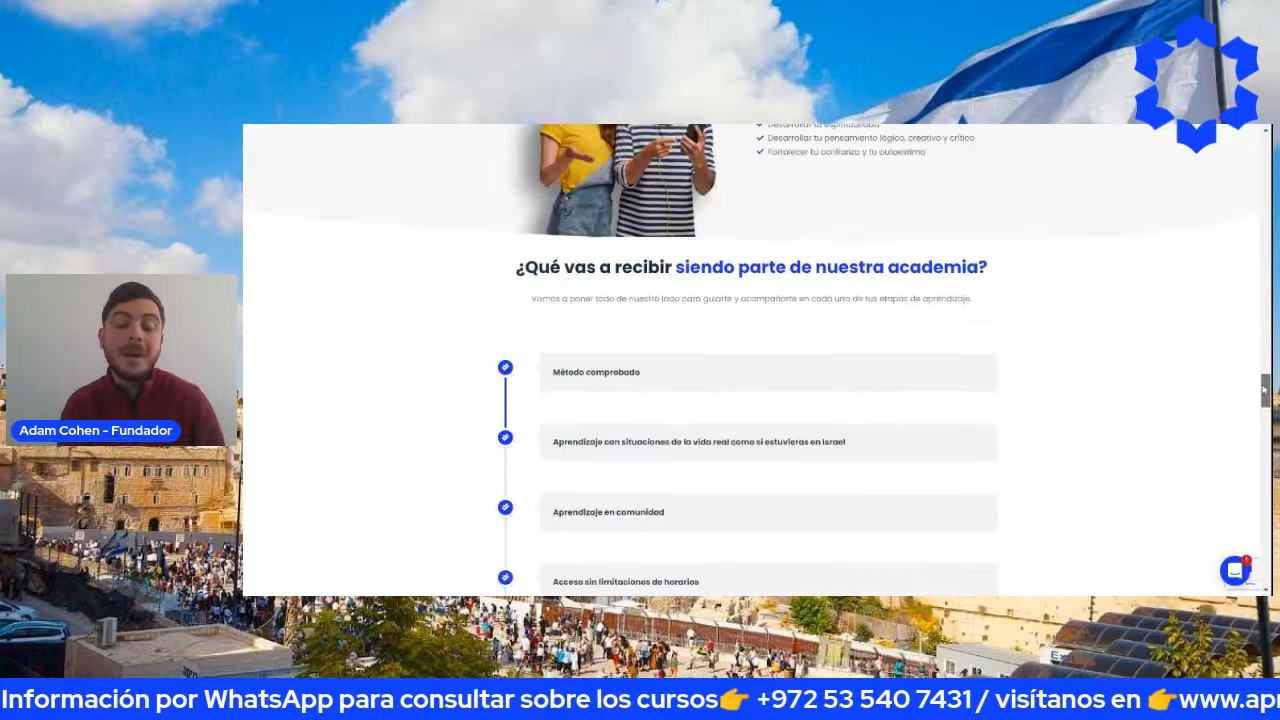 Desarrollar tu espiritualidad
Desarrollar tu pensamiento lógico, creativo y crítico
Fortalecer tu confianza y tu autoestima
¿Qué vas a recibir siendo parte de nuestra academia?
Vamos a poner todo de nuestro lado para guiarte y acompañarte en cada una de tus etapas de aprendizaje.
Método comprobado
Aprendizaje con situaciones de la vida real como si estuvieras en Israel
Aprendizaje en comunidad
Acceso sin limitaciones de horarios
Adam Cohen - Fundador
Información por WhatsApp para consultar sobre los cursos👉 +972 53 540 7431 / visítanos en 👉www.ap